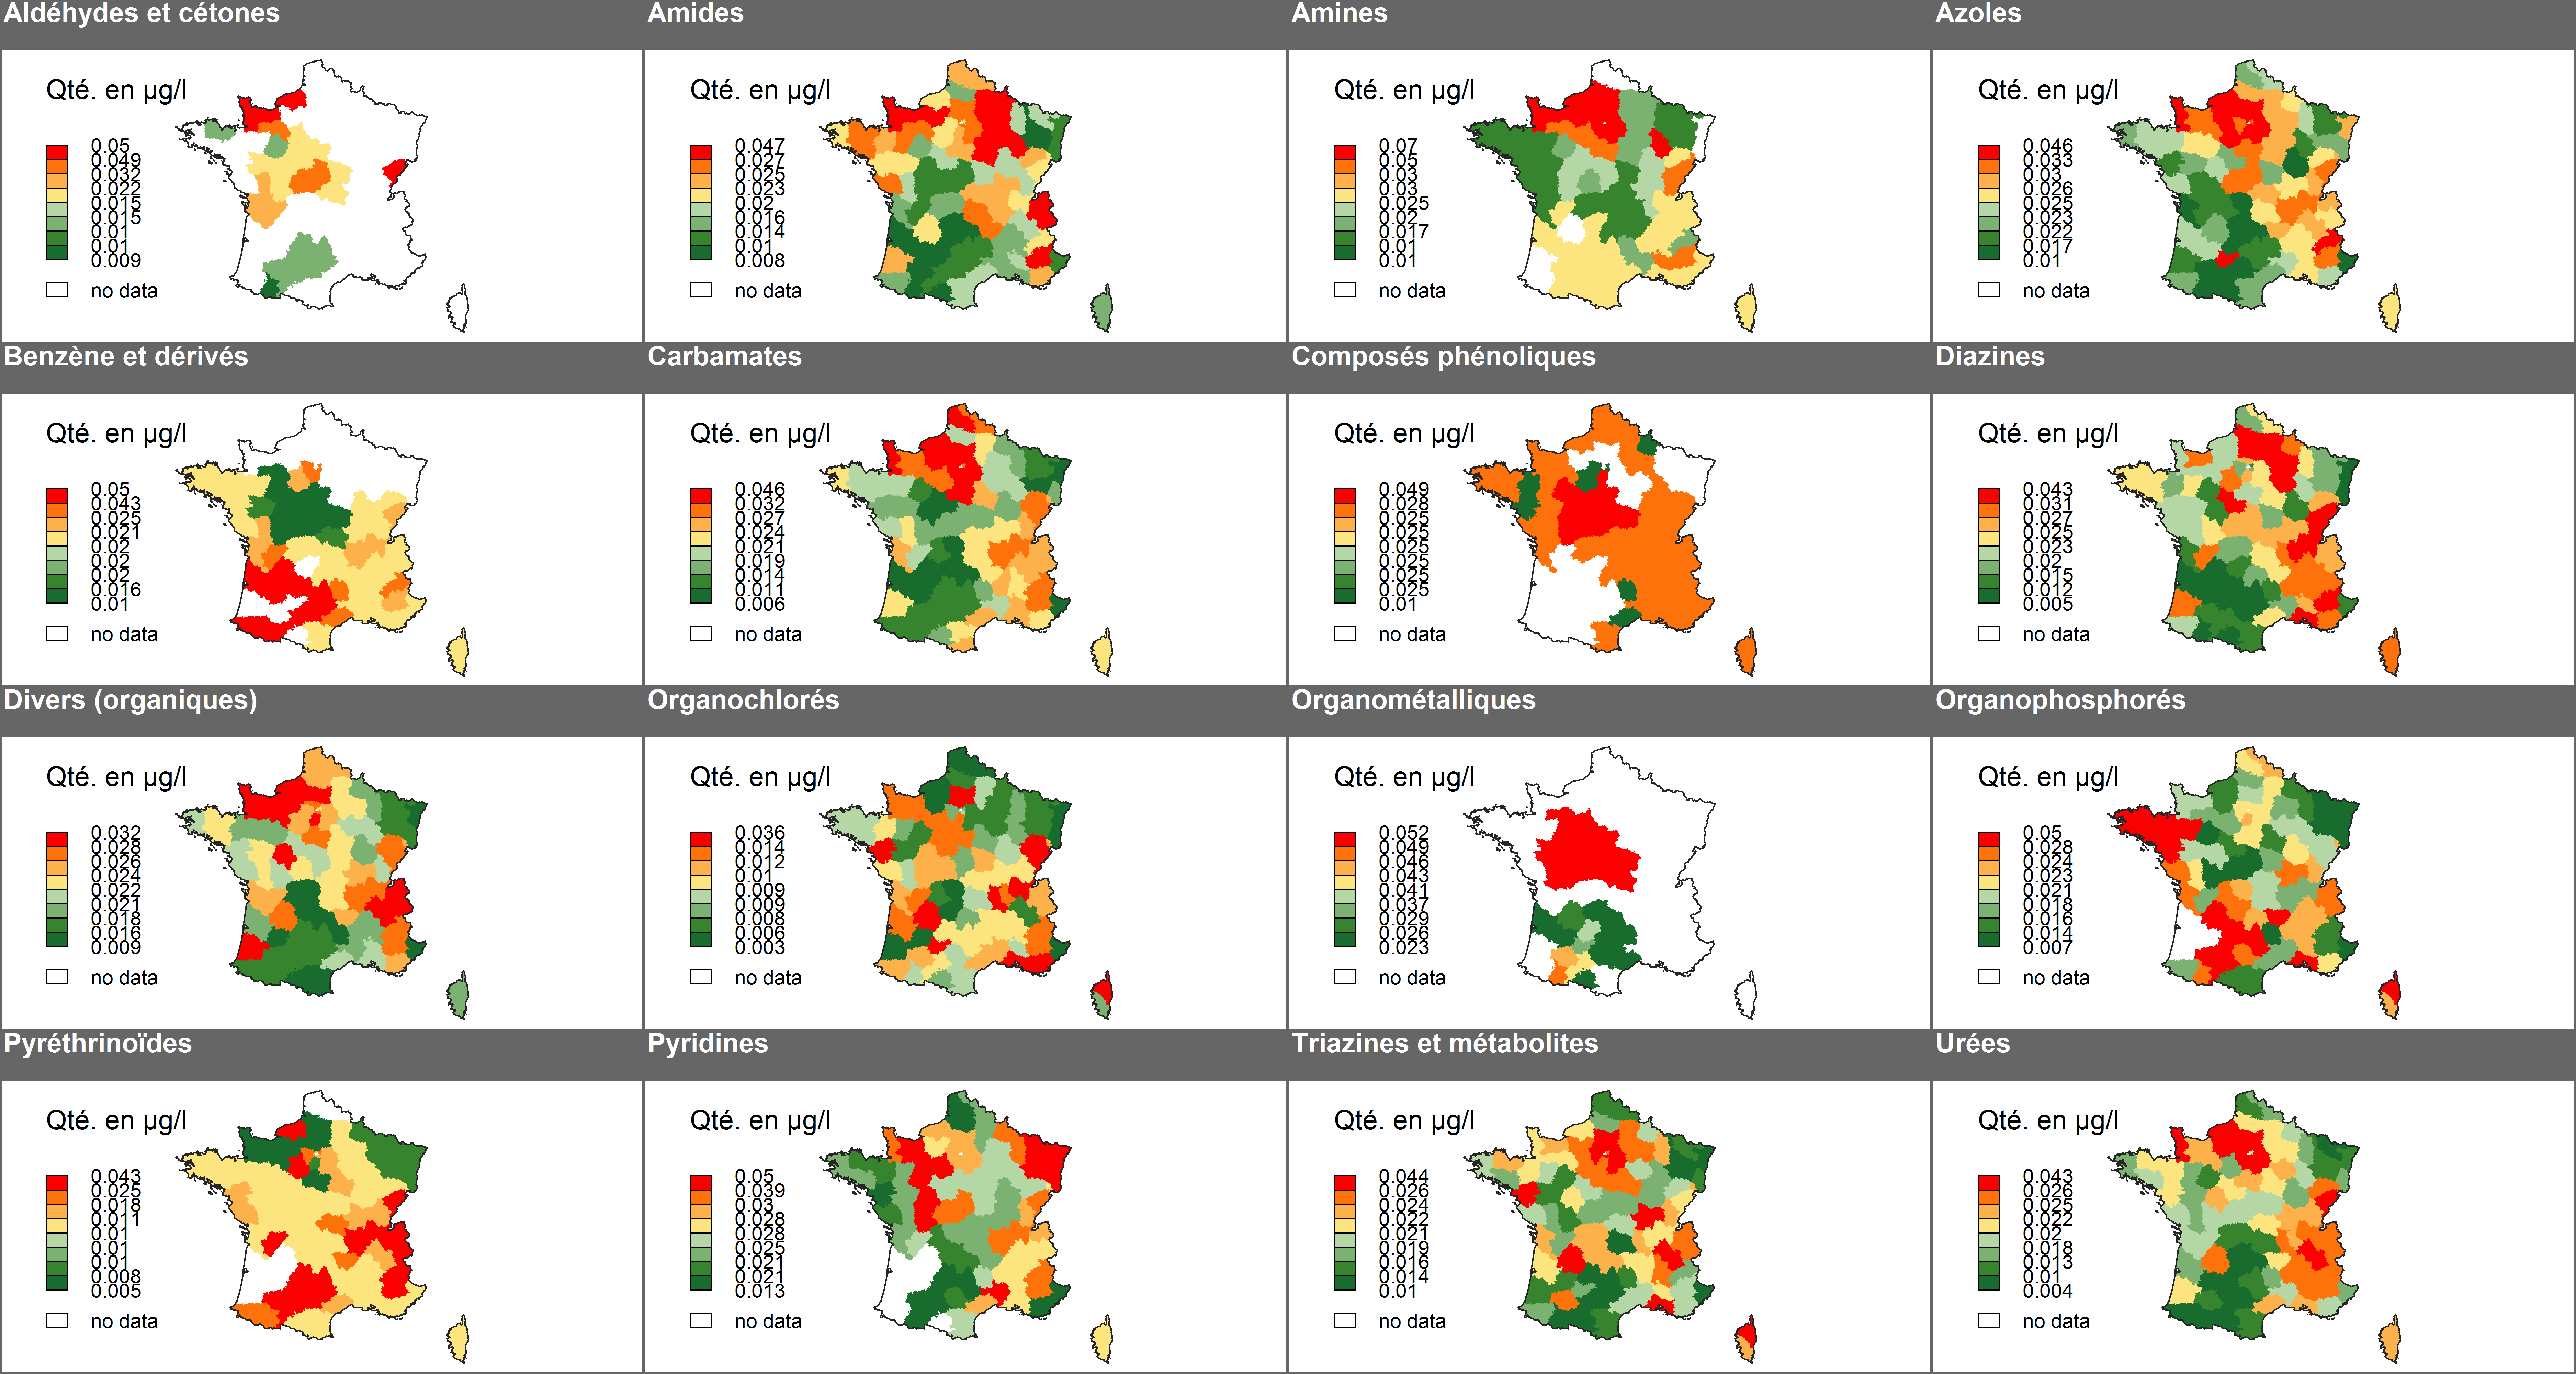 Aldéhydes et cétones
Qté. en µg/l
0.05
0.049
0.032
0.022
0.015
0.015
0.01
0.01
0.009
no data
Amides
Qté. en µg/l
0.047
0.027
0.025
0.023
0.02
0.016
0.014
0.01
0.008
no data
Amines
Qté. en µg/l
0.07
0.05
0.03
0.03
0.025
0.02
0.017
0.01
no data
Azoles
Qté. en µg/l
0.046
0.033
0.03
0.026
0.025
0.023
0.022
0.017
0.01
no data
Benzène et dérivés
Qté. en µg/l
0.05
0.043
0.025
0.021
0.02
0.02
0.02
0.016
0.01
no data
Carbamates
Qté. en µg/l
0.046
0.032
0.027
0.024
0.021
0.019
0.014
0.011
0.006
no data
Composés phénoliques
Qté. en µg/l
0.049
0.028
0.025
0.025
0.025
0.025
0.025
0.025
0.01
no data
Diazines
Qté. en µg/l
0.043
0.031
0.027
0.025
0.023
0.02
0.015
0.012
0.005
no data
Divers (organiques)
Qté. en µg/l
0.032
0.028
0.026
0.024
0.022
0.021
0.018
0.016
0.009
no data
Organochlorés
Qté. en µg/l
0.036
0.014
0.012
0.01
0.009
0.009
0.008
0.006
0.003
no data
Organométalliques
Qté. en µg/l
0.052
0.049
0.046
0.043
0.041
0.037
0.029
0.026
0.023
no data
Organophosphorés
Qté. en µg/l
0.05
0.028
0.024
0.023
0.021
0.018
0.016
0.014
0.007
no data
Pyréthrinoïdes
Qté. en µg/l
0.043
0.025
0.018
0.011
0.01
0.01
0.01
0.008
0.005
no data
Pyridines
Qté. en µg/l
0.05
0.039
0.03
0.028
0.028
0.025
0.021
0.021
0.013
no data
Triazines et métabolites
Qté. en µg/l
0.044
0.026
0.024
0.022
0.021
0.019
0.016
0.014
0.01
no data
Urées
Qté. en µg/l
0.043
0.026
0.025
0.022
0.02
0.018
0.013
0.01
0.004
no data